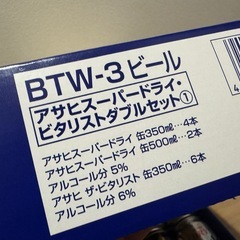 BTW-3ビール
アサヒスーパードライ・
ビタリストダブルセット①
アサヒスーパードライ 缶350㎖…4本
アサヒスーパードライ 缶500㎖…2本
アルコール分 5%
アサヒ ザ・ビタリスト 缶350㎖…6本
アルコール分 6%